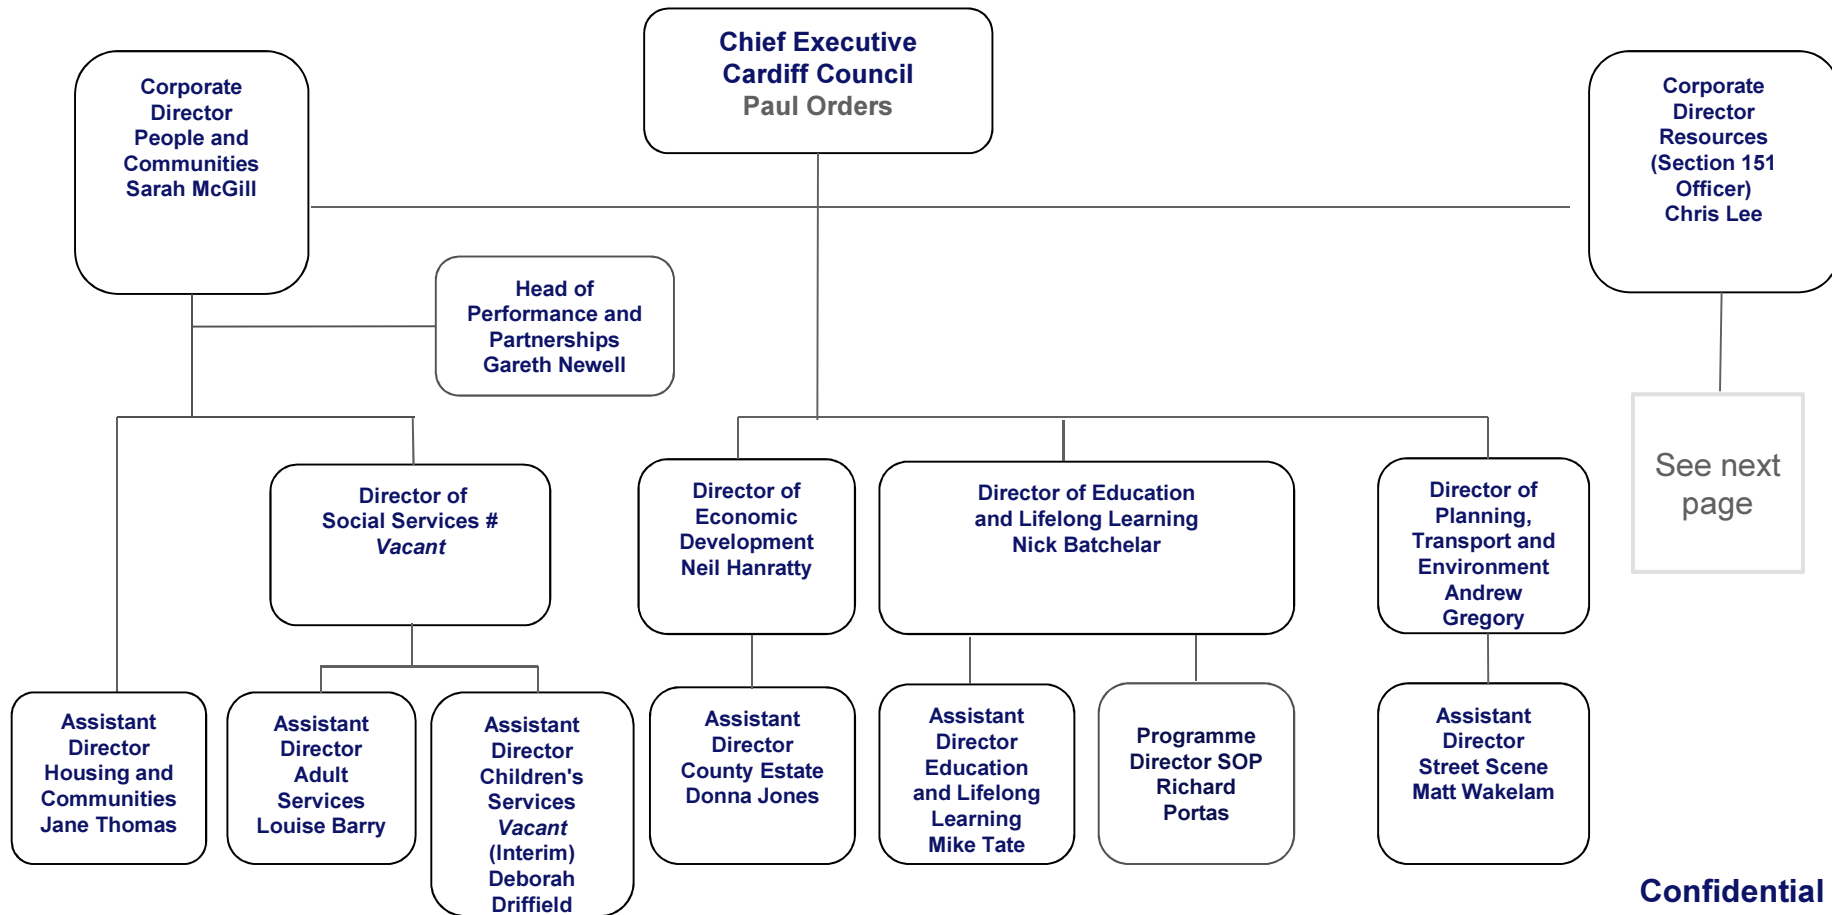 Chief Executive
Cardiff Council
Paul Orders
Corporate
Director
People and
Communities
Sarah McGill
Corporate
Director
Resources
(Section 151
Officer)
Chris Lee
Head of
Performance and
Partnerships
Gareth Newell
See next
page
Director of
Social Services #
Vacant
Director of
Economic
Development
Neil Hanratty
Director of Education
and Lifelong Learning
Nick Batchelar
Director of
Planning,
Transport and
Environment
Andrew
Gregory
Assistant
Director
Housing and
Communities
Jane Thomas
Assistant
Director
Adult
Services
Louise Barry
Assistant
Director
Children's
Services
Vacant
(Interim)
Deborah
Driffield
Assistant
Director
County Estate
Donna Jones
Assistant
Director
Education
and Lifelong
Learning
Mike Tate
Programme
Director SOP
Richard
Portas
Assistant
Director
Street Scene
Matt Wakelam
Confidential